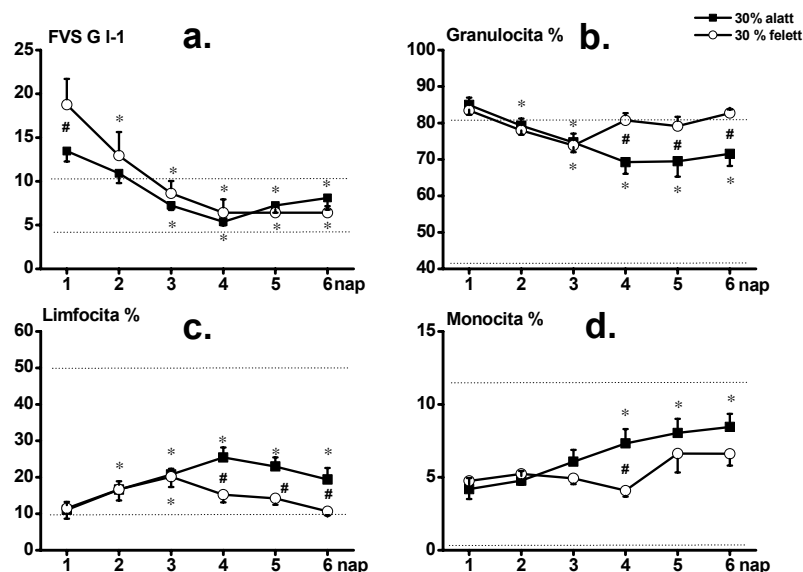 FVS G l-1
a.
25
20
15
10
5
0
1 2 3 4 5 6 nap
#
* * * * *
* * * *
Granulocita %
b.
30% alatt
30 % felett
100
90
80
70
60
50
40
1 2 3 4 5 6 nap
* *
# # #
* * * *
Limfocita %
c.
60
50
40
30
20
10
0
1 2 3 4 5 6 nap
* * * * *
# # #
*
Monocita %
d.
15
10
5
0
1 2 3 4 5 6 nap
* * *
#